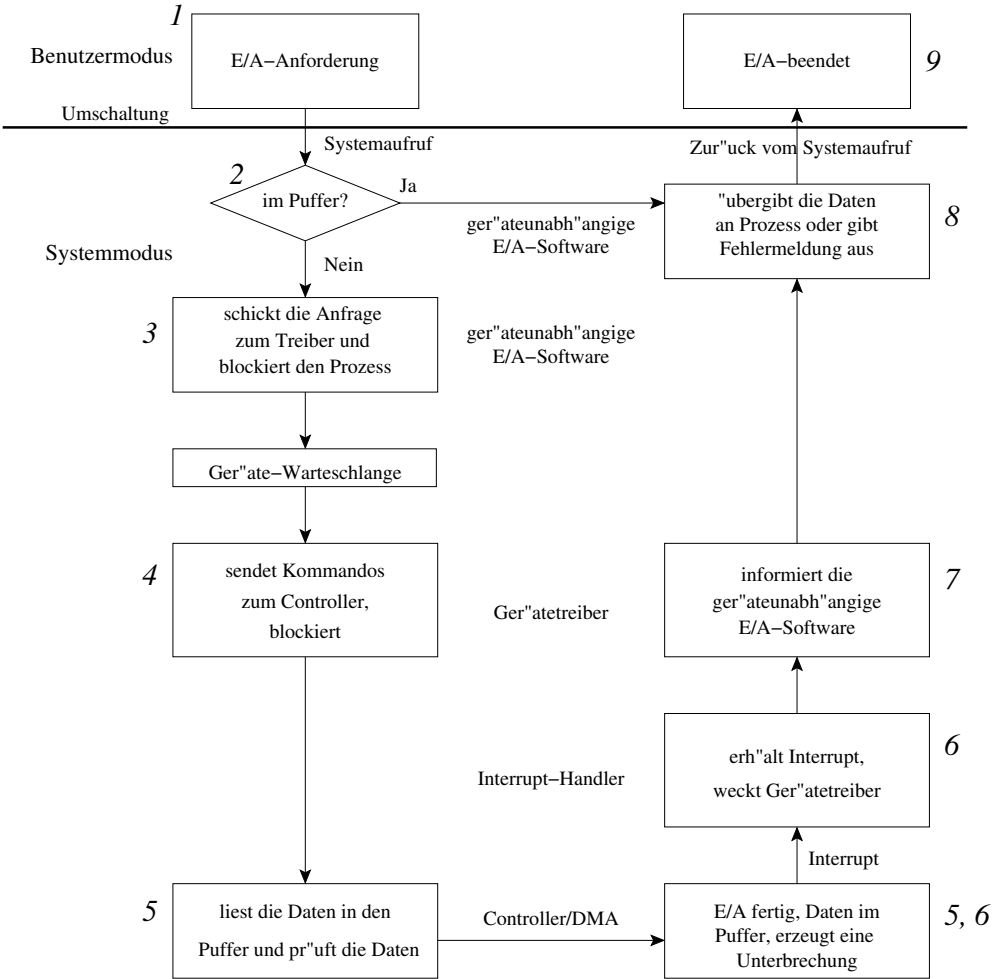 1
Benutzermodus
E/A−Anforderung
E/A−beendet
9
Umschaltung
Systemaufruf
Zur"uck vom Systemaufruf
2
im Puffer?
Ja
ger"ateunabh"angige
E/A−Software
"ubergibt die Daten
an Prozess oder gibt
Fehlermeldung aus
8
Systemmodus
Nein
3
schickt die Anfrage
zum Treiber und
blockiert den Prozess
ger"ateunabh"angige
E/A−Software
Ger"ate−Warteschlange
4
sendet Kommandos
zum Controller,
blockiert
Ger"atetreiber
informiert die
ger"ateunabh"angige
E/A−Software
7
Interrupt−Handler
erh"alt Interrupt,
weckt Ger"atetreiber
6
Interrupt
5
liest die Daten in den
Puffer und pr"uft die Daten
Controller/DMA
E/A fertig, Daten im
Puffer, erzeugt eine
Unterbrechung
5, 6